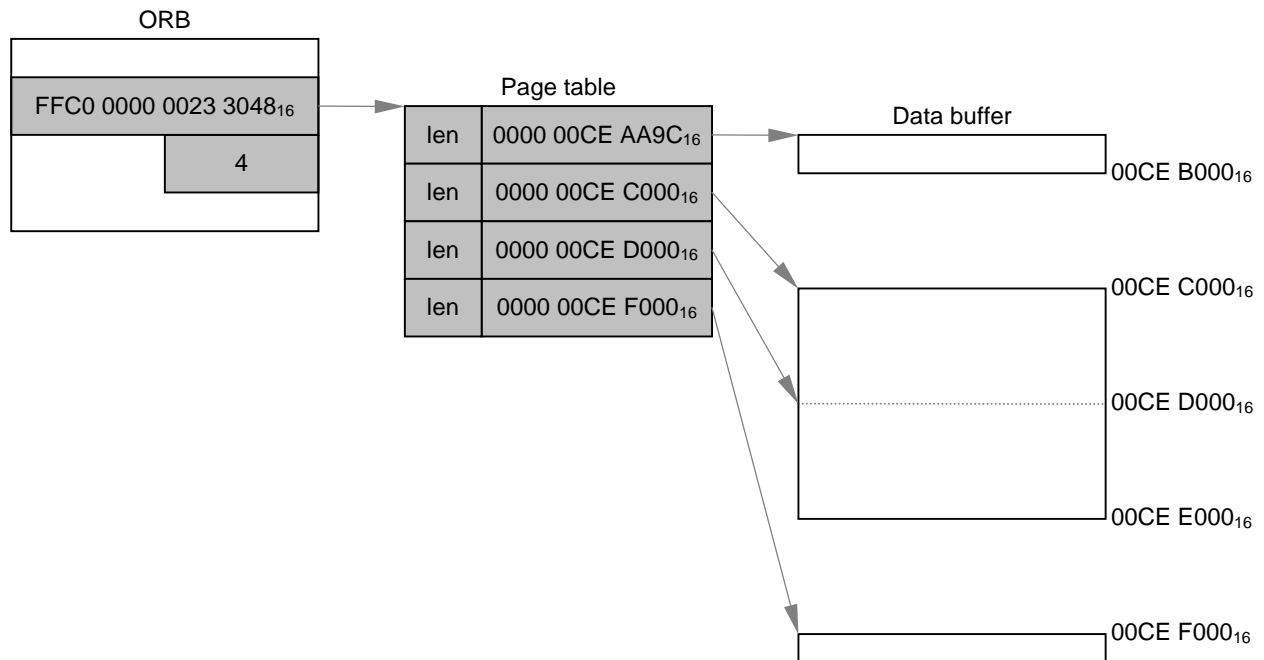 ORB
FFC0 0000 0023 3048₁₆
4
Page table
len 0000 00CE AA9C₁₆
len 0000 00CE C000₁₆
len 0000 00CE D000₁₆
len 0000 00CE F000₁₆
Data buffer
00CE B000₁₆
00CE C000₁₆
00CE D000₁₆
00CE E000₁₆
00CE F000₁₆